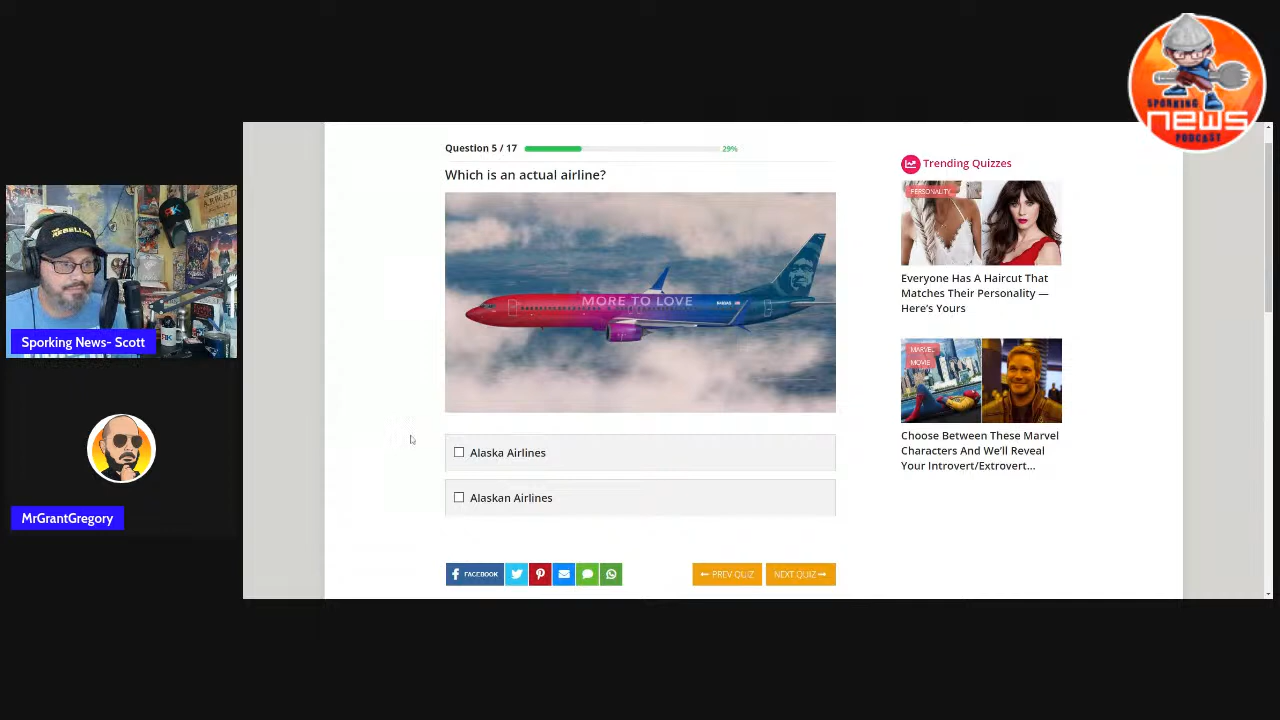 SPORKING
news
PODCAST
Question 5 / 17
29%
Which is an actual airline?
MORE TO LOVE
Alaska Airlines
Alaskan Airlines
FACEBOOK
PREV QUIZ
NEXT QUIZ
Trending Quizzes
PERSONALITY
Everyone Has A Haircut That
Matches Their Personality —
Here's Yours
MARVEL
MOVIE
Choose Between These Marvel
Characters And We'll Reveal
Your Introvert/Extrovert...
REBELLION
Sporking News- Scott
MrGrantGregory